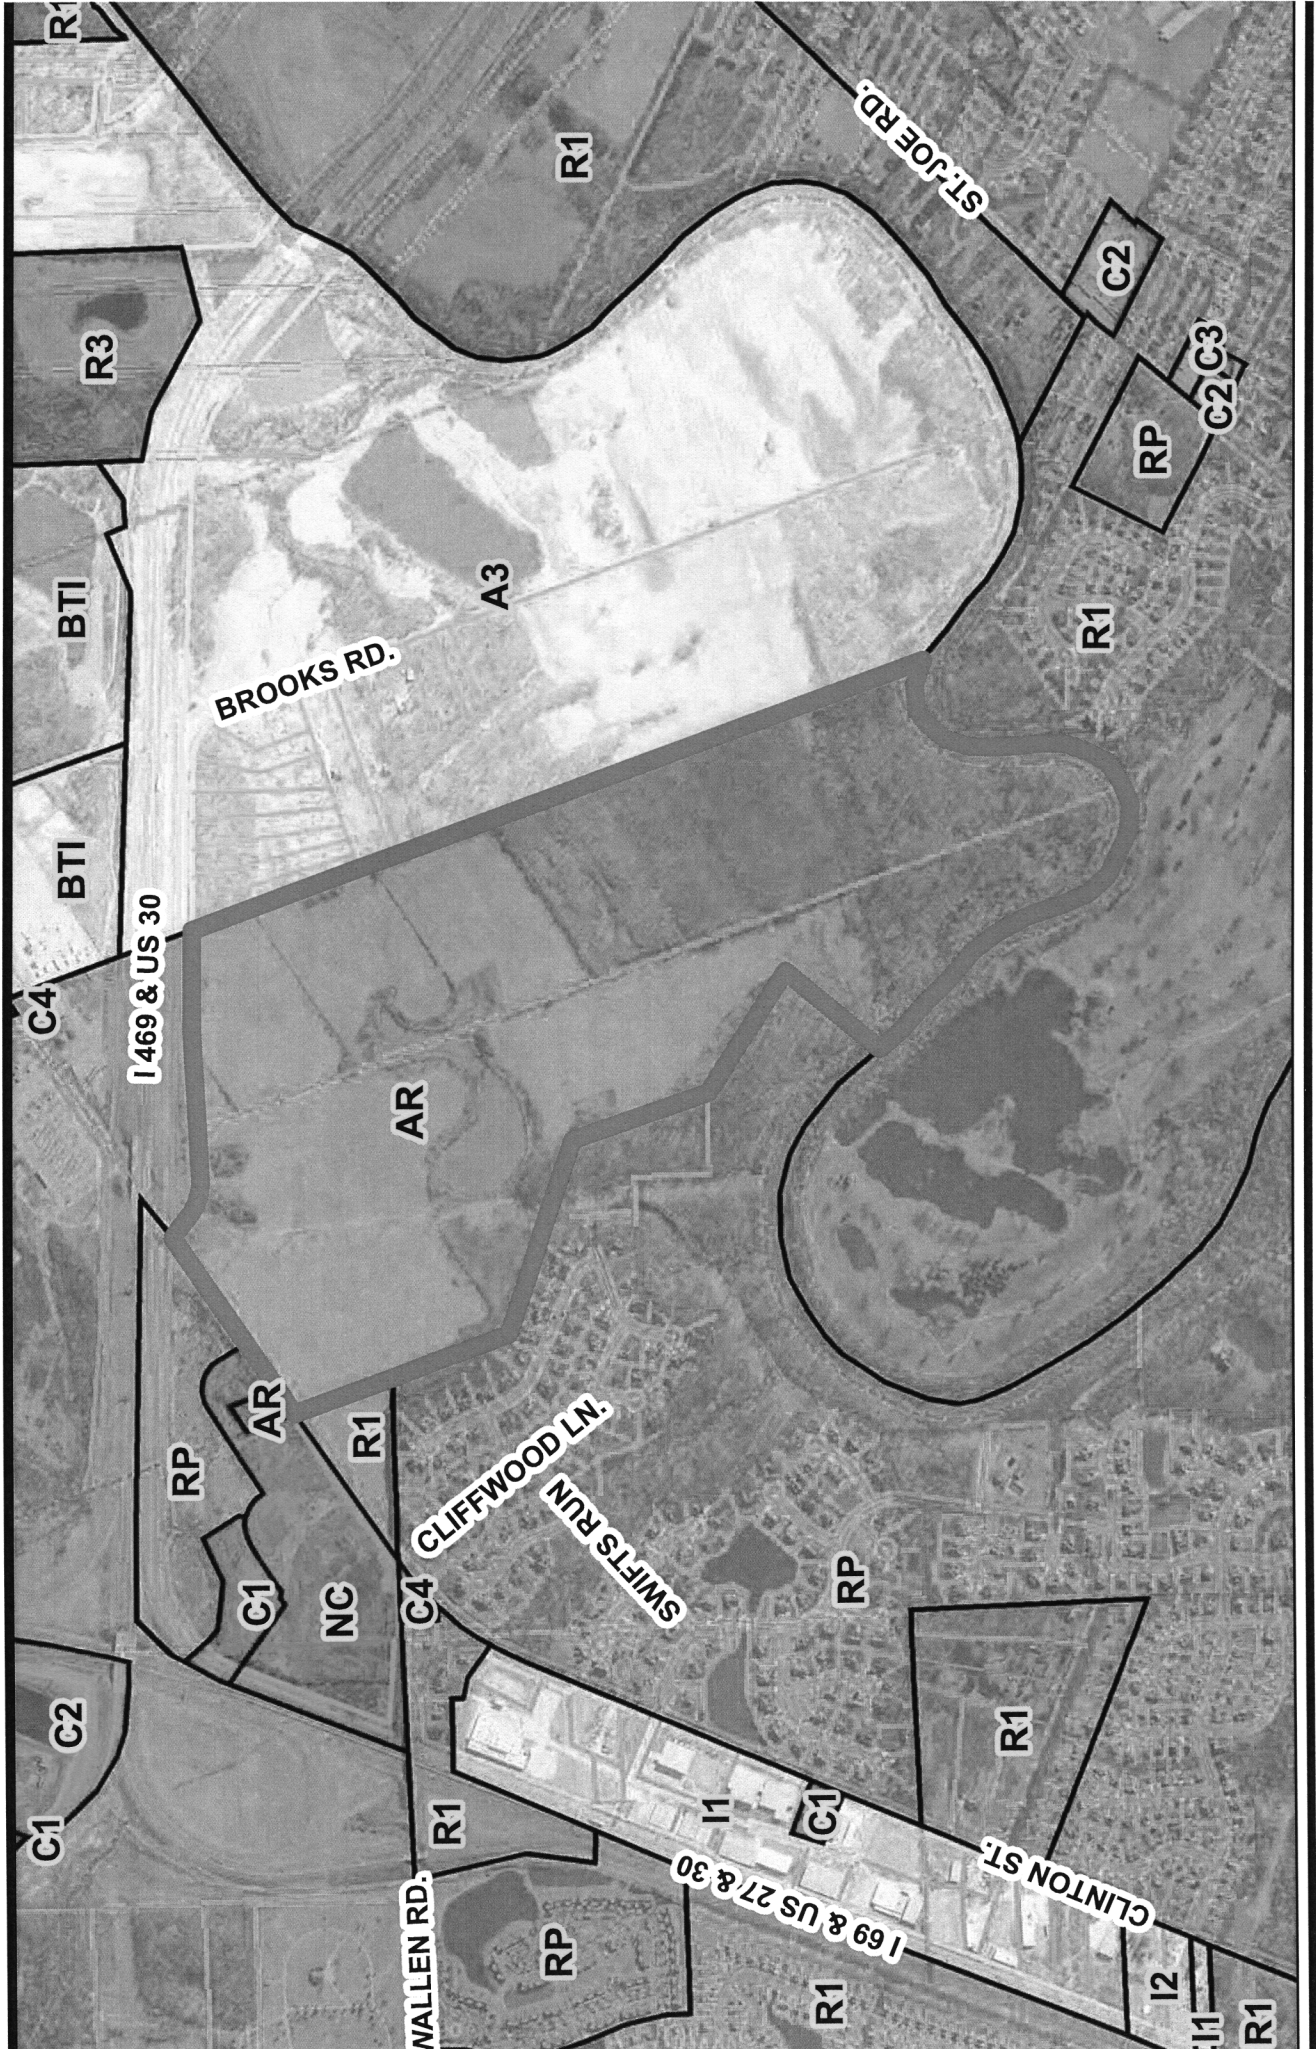 R1
ST. JOE RD.
R1
C2
R3
C3
C2
RP
BTI
A3
R1
BROOKS RD.
BTI
I 469 & US 30
C4
AR
AR
R1
RP
CLIFFWOOD LN.
SWIFTS RUN
C1
NC
C4
RP
C2
R1
C1
R1
I1
C1
I 69 & US 27 & 30
CLINTON ST.
WALLEN RD.
RP
R1
I2
I1
R1